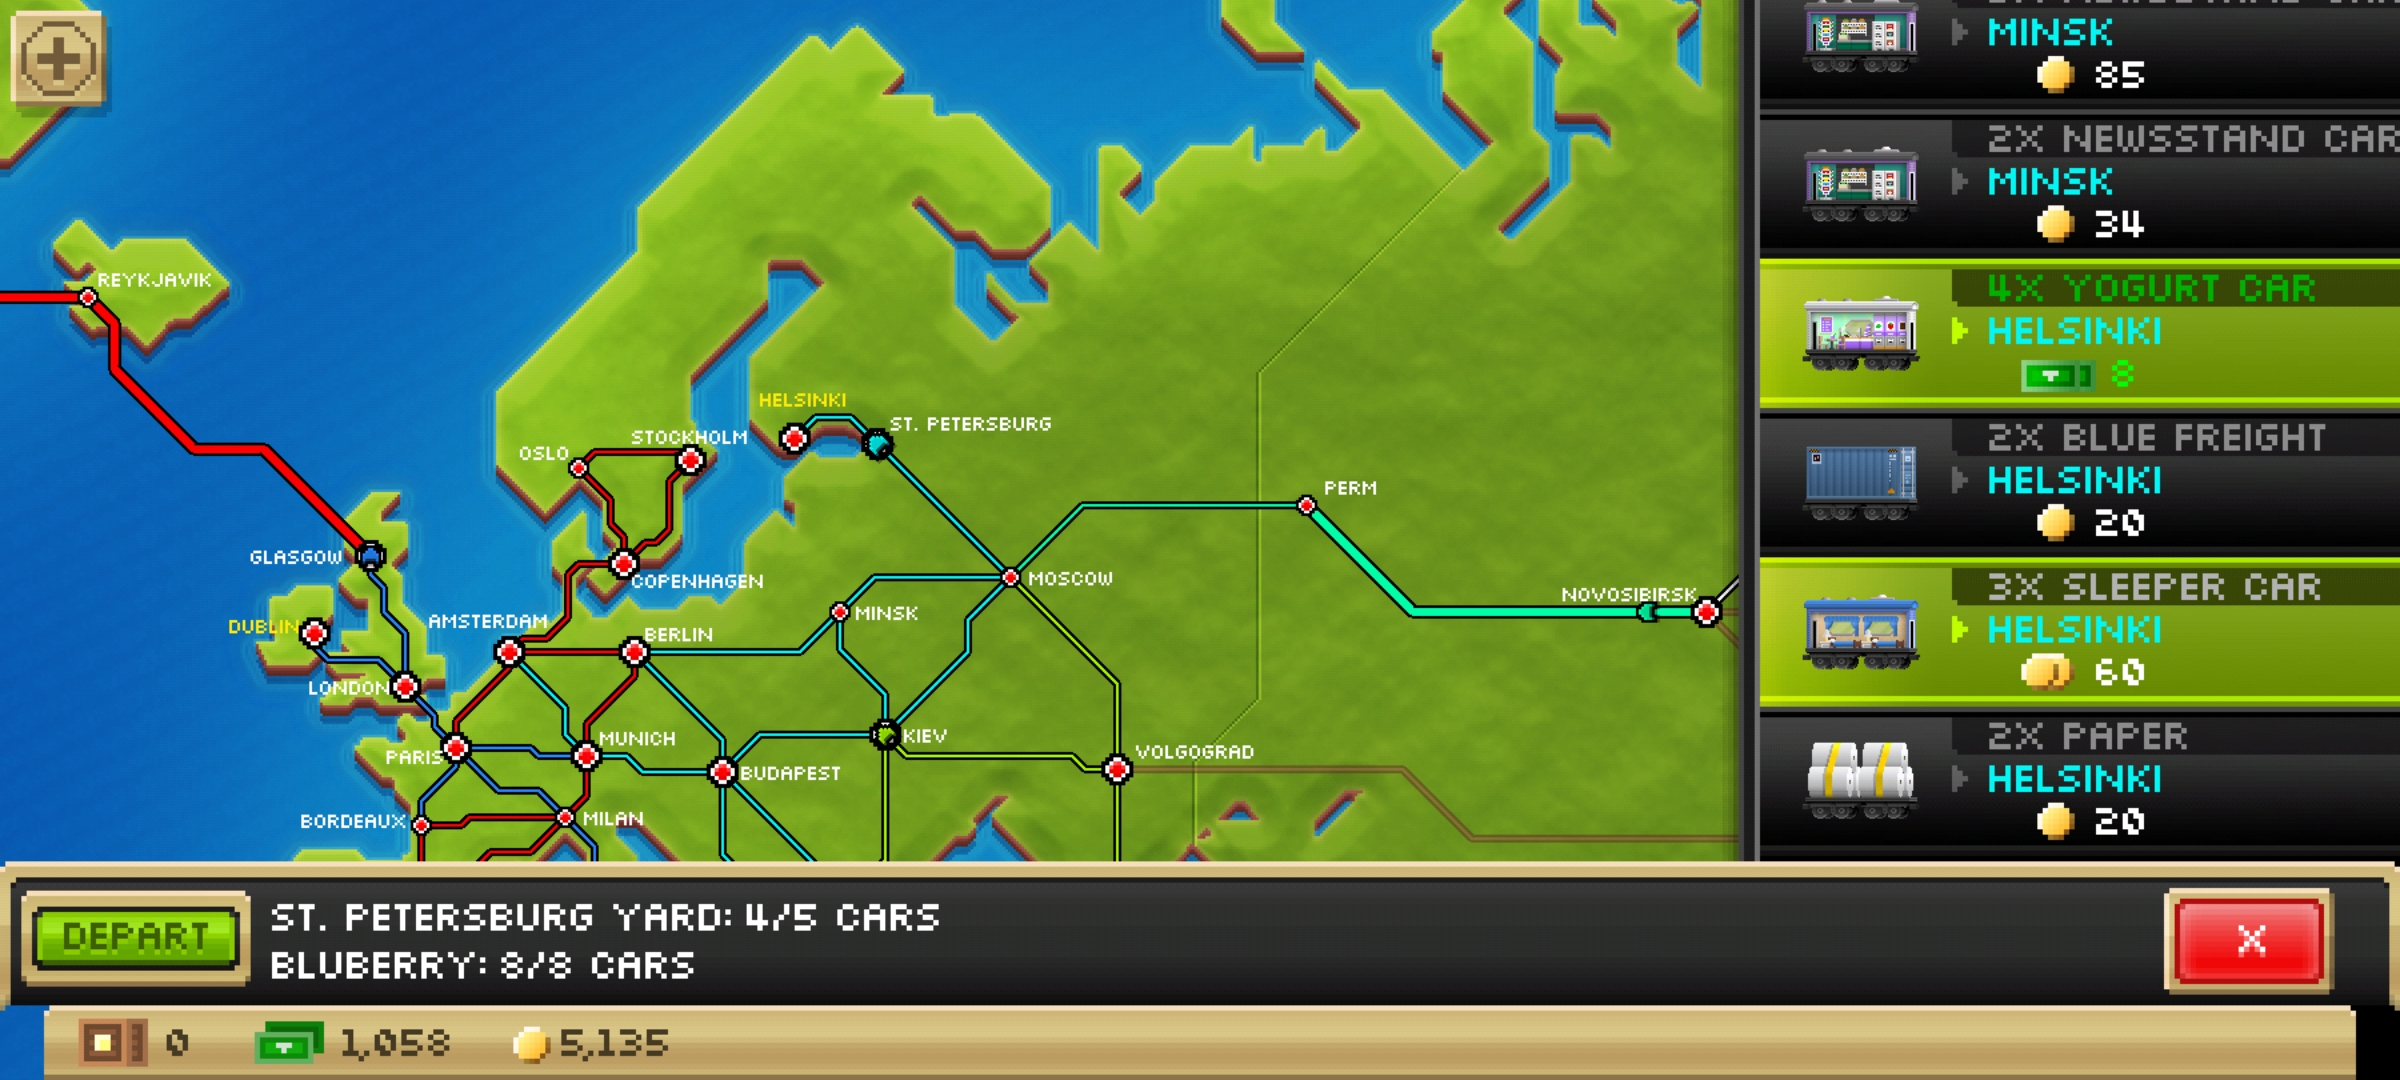 MINSK
85
2X NEWSSTAND CAR
MINSK
34
4X YOGURT CAR
HELSINKI
8
2X BLUE FREIGHT
HELSINKI
20
3X SLEEPER CAR
HELSINKI
60
2X PAPER
HELSINKI
20
REYKJAVIK
HELSINKI
ST. PETERSBURG
STOCKHOLM
OSLO
PERM
GLASGOW
COPENHAGEN
MOSCOW
NOVOSIBIRSK
DUBLIN
AMSTERDAM
MINSK
BERLIN
LONDON
PARIS
MUNICH
KIEV
VOLGOGRAD
BUDAPEST
BORDEAUX
MILAN
DEPART
ST. PETERSBURG YARD: 4/5 CARS
BLUBERRY: 8/8 CARS
X
0
1,058
5,135